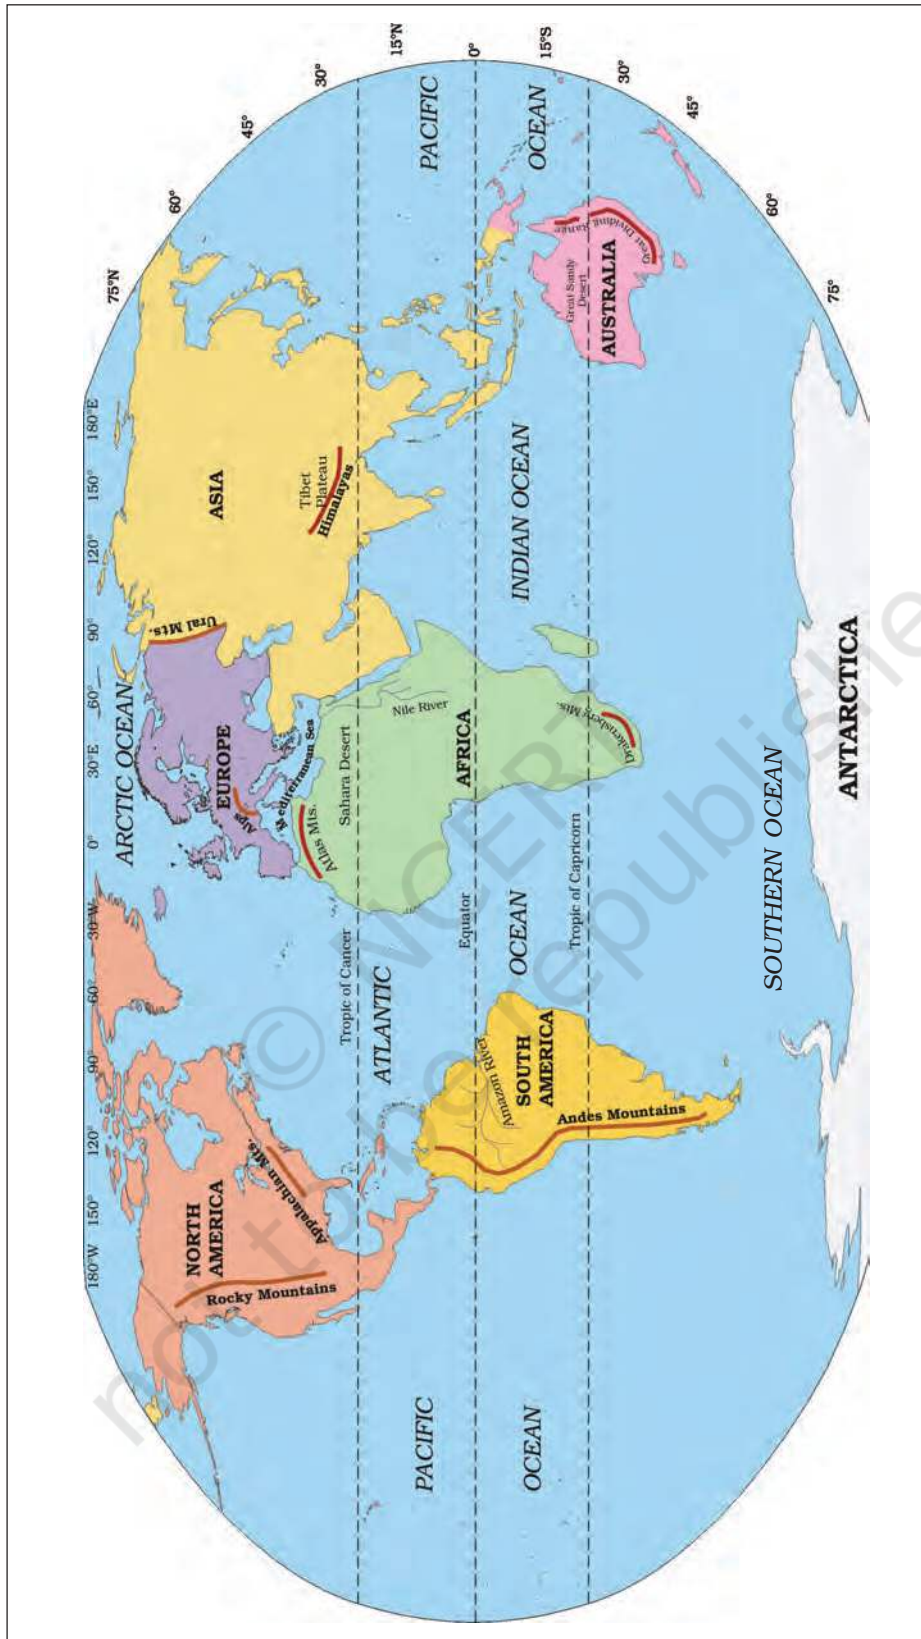 180°W
150°
120°
90°
60°
30°W
0°
30°E
60°
90°
120°
150°
180°E
75°N
60°
45°
30°
15°N
0°
15°S
30°
45°
60°
75°
ARCTIC OCEAN
NORTH
AMERICA
Rocky Mountains
Appalachian Mts.
EUROPE
Alps
Ural Mts.
Mediterranean Sea
ASIA
Tibet
Plateau
Himalayas
Atlas Mts.
Sahara Desert
Nile River
AFRICA
Drakensberg Mts.
Tropic of Cancer
Equator
Tropic of Capricorn
ATLANTIC
OCEAN
PACIFIC
OCEAN
PACIFIC
OCEAN
INDIAN OCEAN
SOUTH
AMERICA
Amazon River
Andes Mountains
Great Sandy
Desert
AUSTRALIA
Great Dividing Range
SOUTHERN OCEAN
ANTARCTICA
© NCERT
not to be republishe